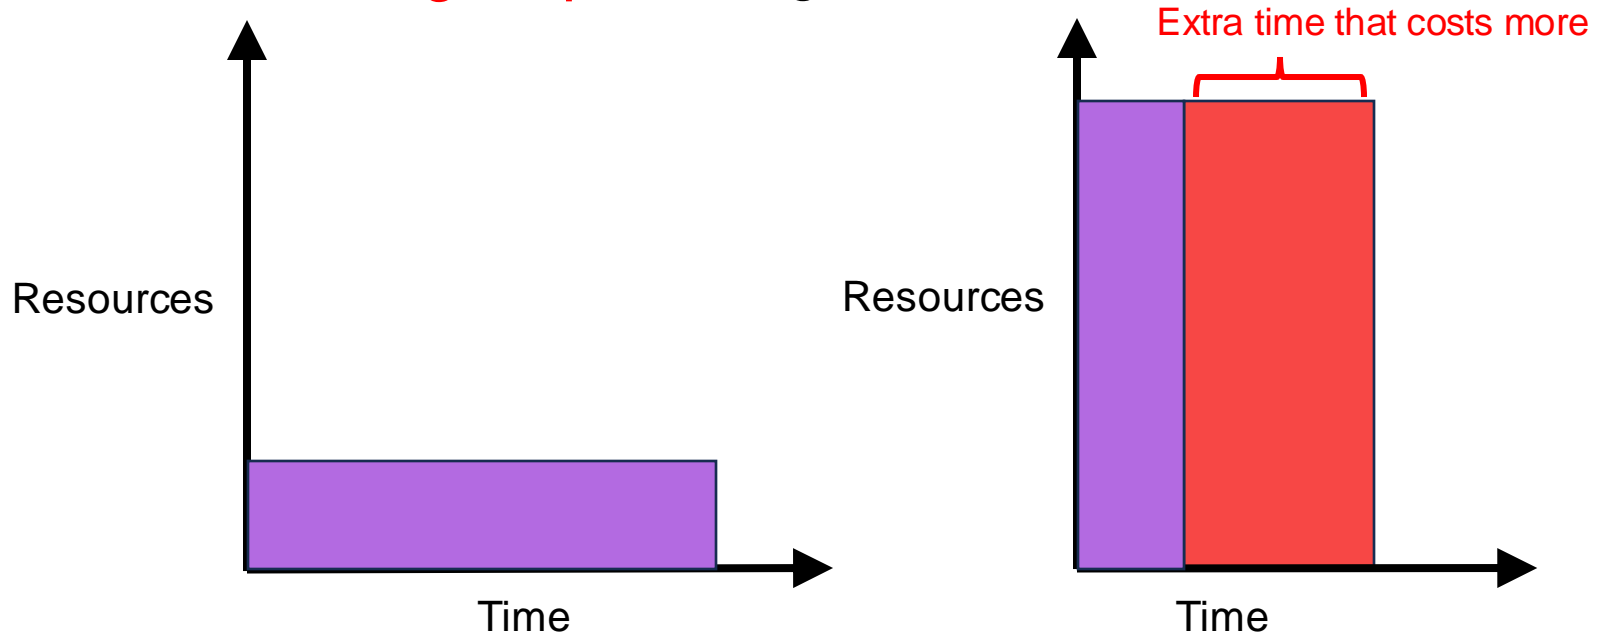 Extra time that costs more
Resources
Resources
Time
Time